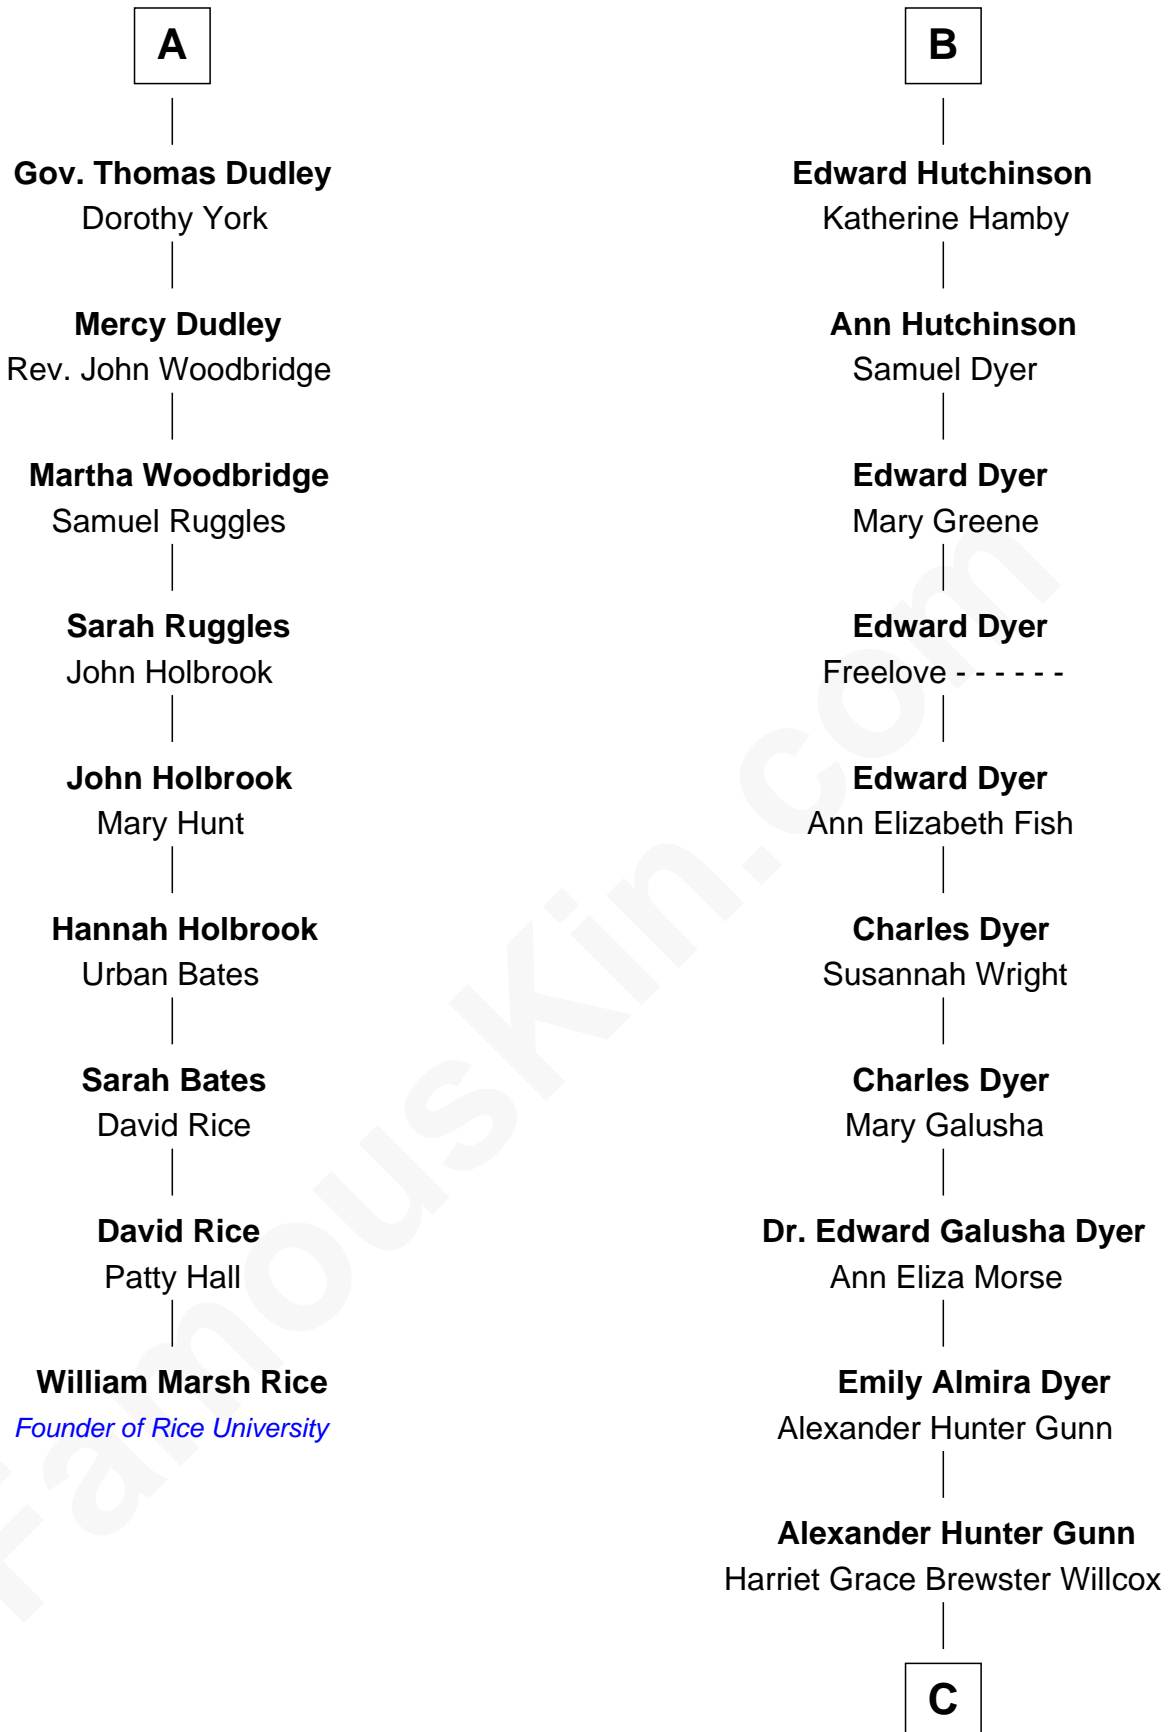 A
Gov. Thomas Dudley
Dorothy York
Mercy Dudley
Rev. John Woodbridge
Martha Woodbridge
Samuel Ruggles
Sarah Ruggles
John Holbrook
John Holbrook
Mary Hunt
Hannah Holbrook
Urban Bates
Sarah Bates
David Rice
David Rice
Patty Hall
William Marsh Rice
Founder of Rice University
B
Edward Hutchinson
Katherine Hamby
Ann Hutchinson
Samuel Dyer
Edward Dyer
Mary Greene
Edward Dyer
Freelove - - - - - -
Edward Dyer
Ann Elizabeth Fish
Charles Dyer
Susannah Wright
Charles Dyer
Mary Galusha
Dr. Edward Galusha Dyer
Ann Eliza Morse
Emily Almira Dyer
Alexander Hunter Gunn
Alexander Hunter Gunn
Harriet Grace Brewster Willcox
C
FamousKin.com